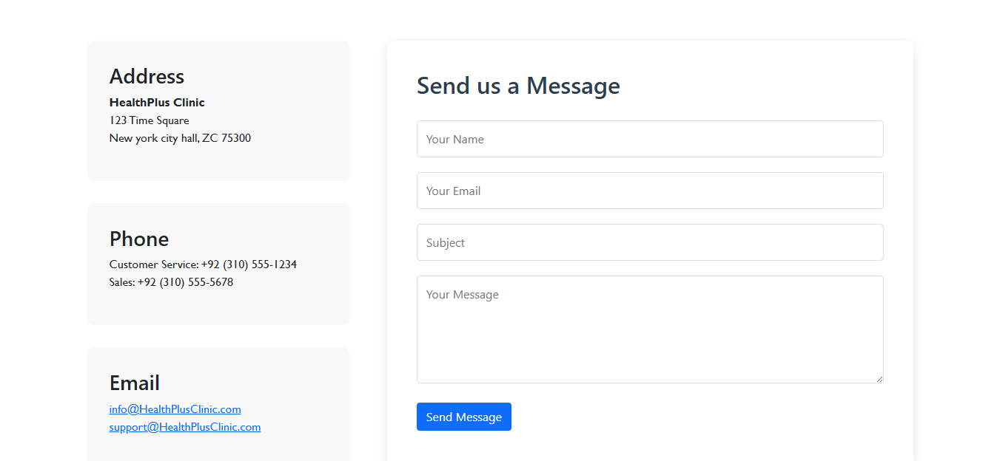 Address
HealthPlus Clinic
123 Time Square
New york city hall, ZC 75300
Phone
Customer Service: +92 (310) 555-1234
Sales: +92 (310) 555-5678
Email
info@HealthPlusClinic.com
support@HealthPlusClinic.com
Send us a Message
Your Name
Your Email
Subject
Your Message
Send Message